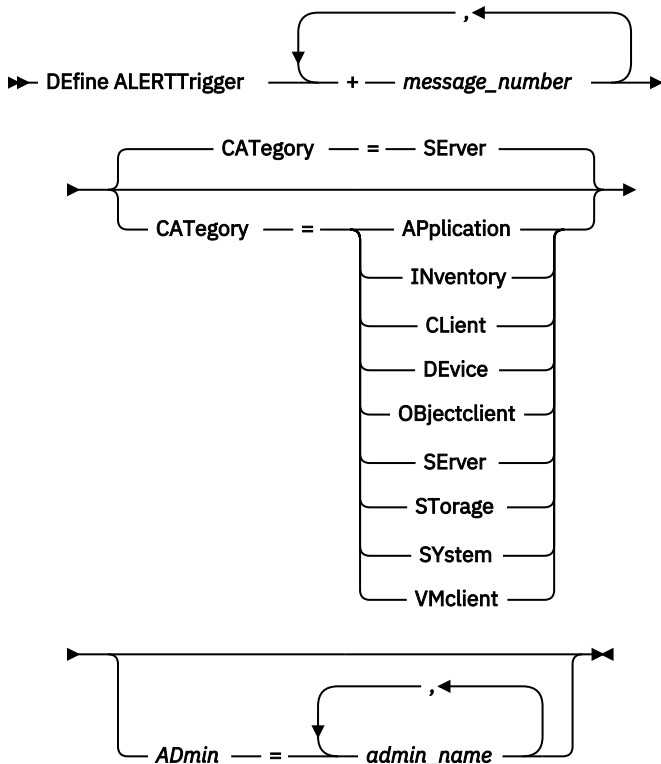 ,
DEfine ALERTTrigger + message_number
CATegory = SErver
CATegory = APplication
INventory
CLient
DEvice
OBjectclient
SErver
STorage
SYstem
VMclient
,
ADmin = admin_name